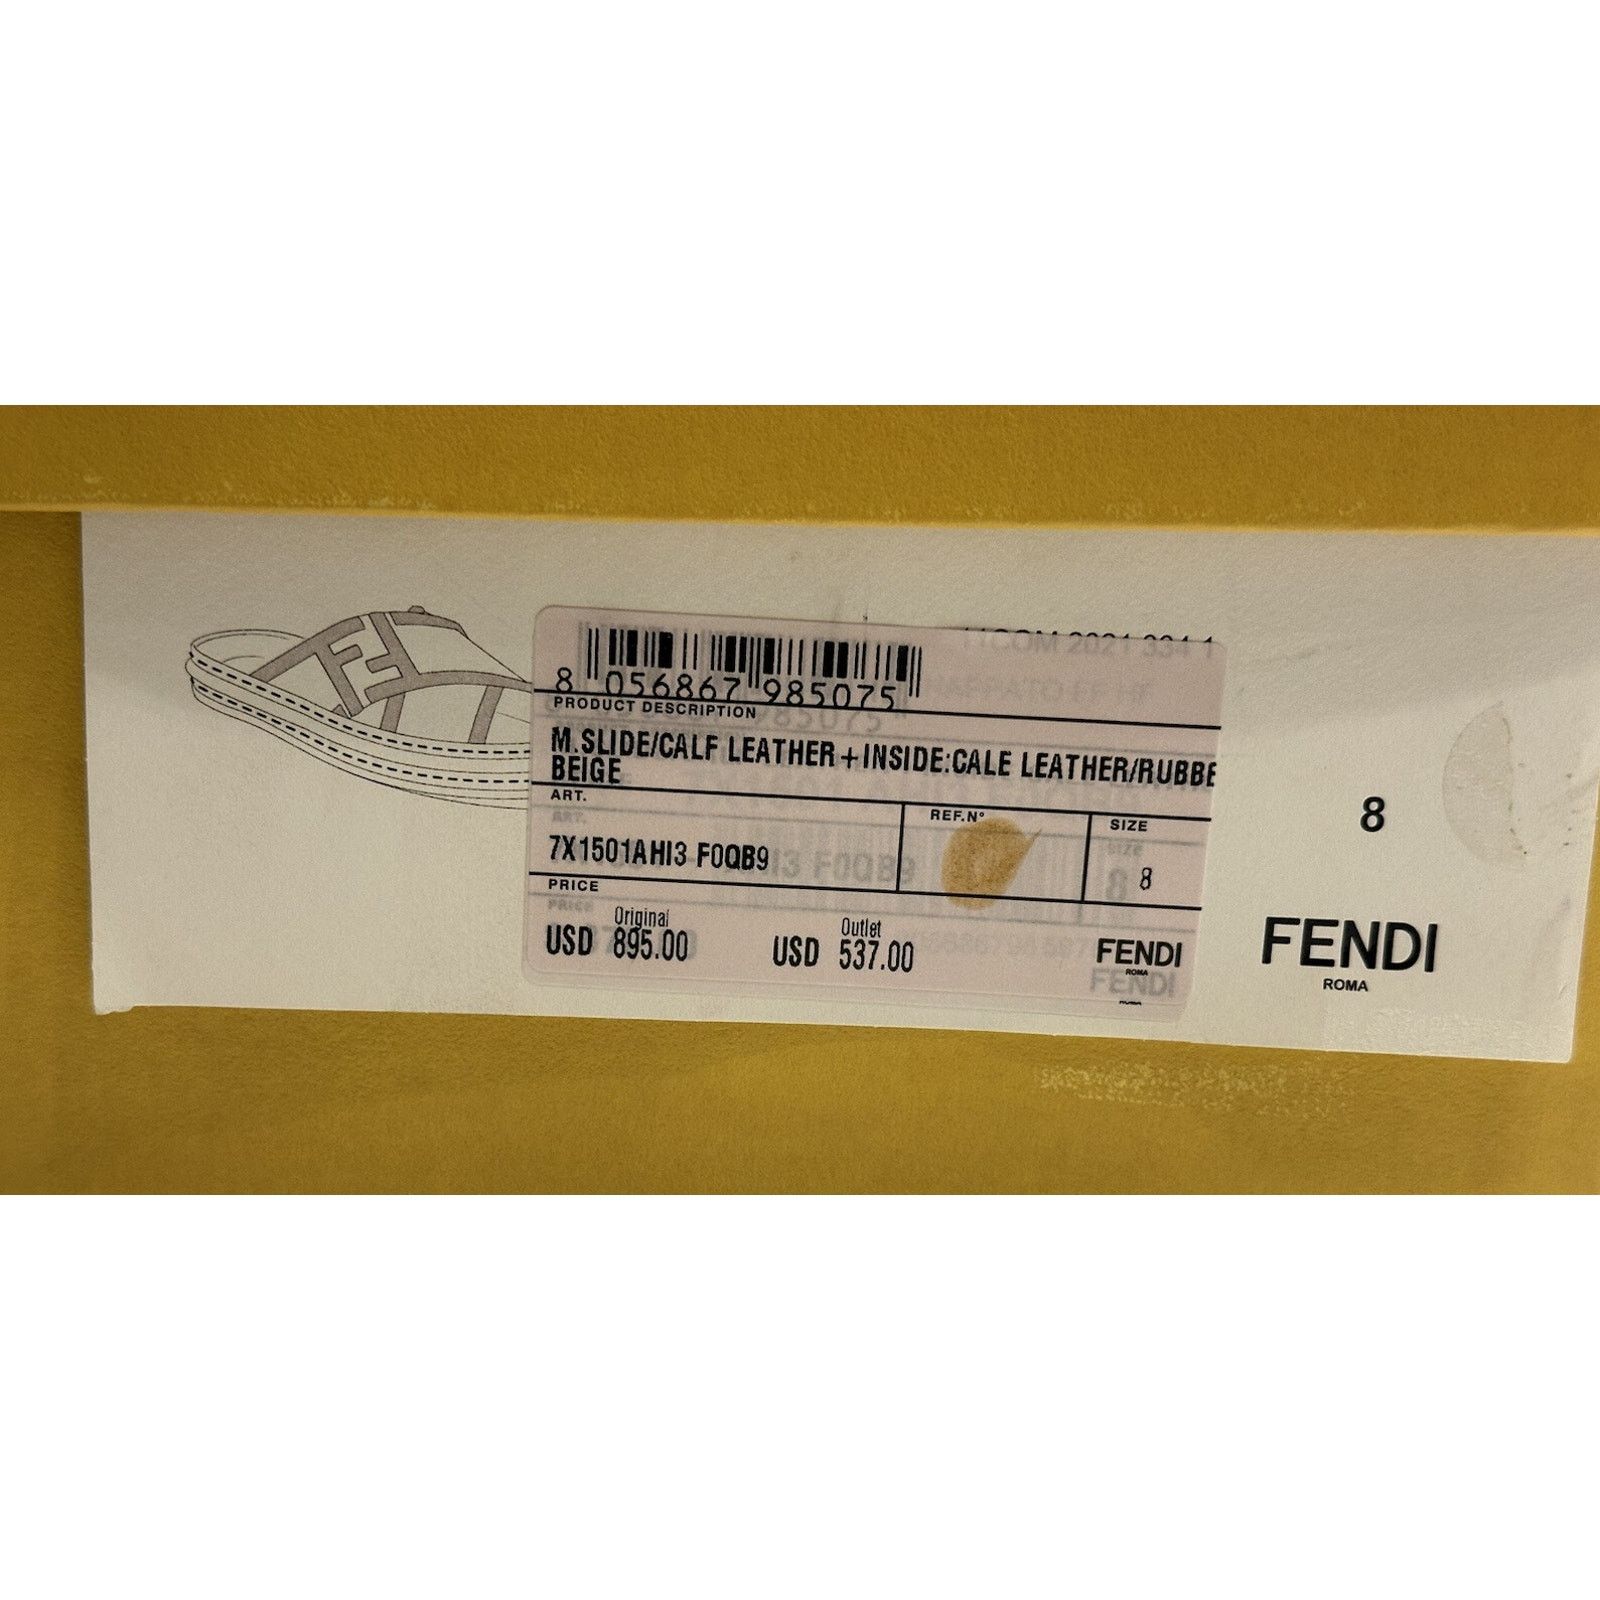 8 056867 985075
PRODUCT DESCRIPTION
M.SLIDE/CALF LEATHER+INSIDE:CALE LEATHER/RUBBE
BEIGE
ART.
REF.N°
SIZE
7X1501AHI3 F0QB9
8
PRICE
Original
Outlet
USD 895.00
USD 537.00
FENDI
ROMA
8
FENDI
ROMA